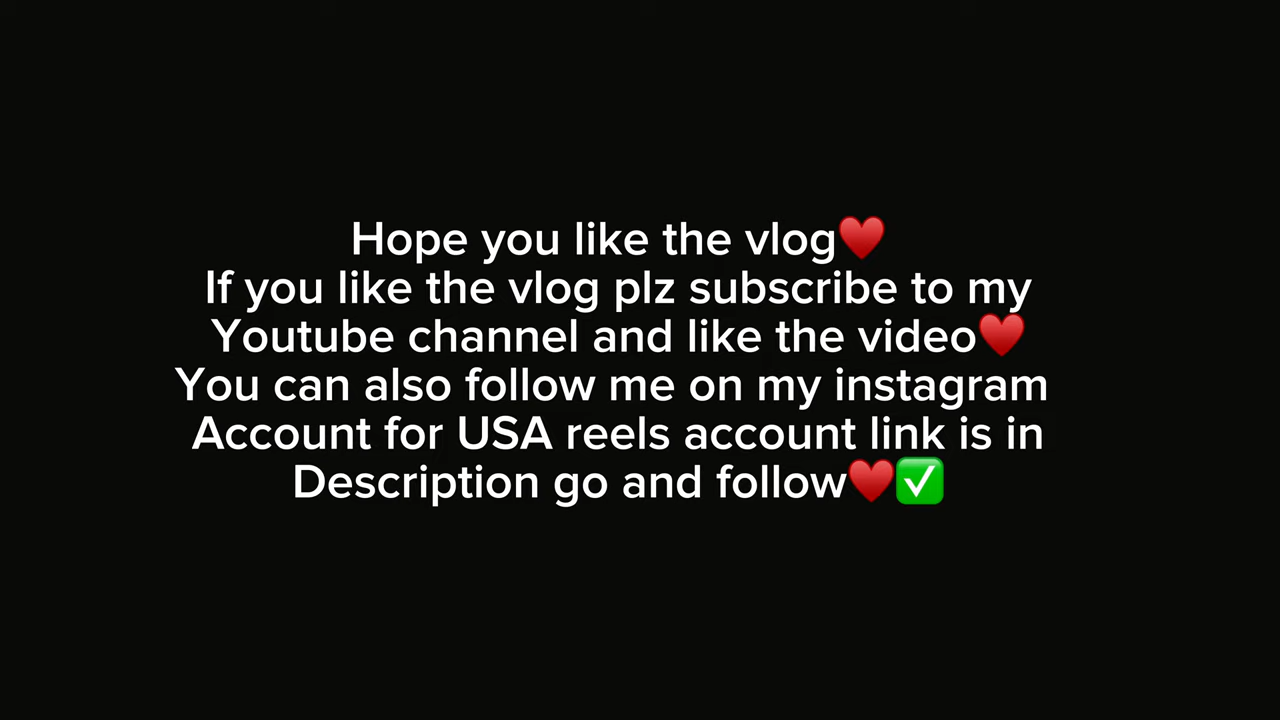 Hope you like the vlog♥️
If you like the vlog plz subscribe to my
Youtube channel and like the video♥️
You can also follow me on my instagram
Account for USA reels account link is in
Description go and follow♥️✅